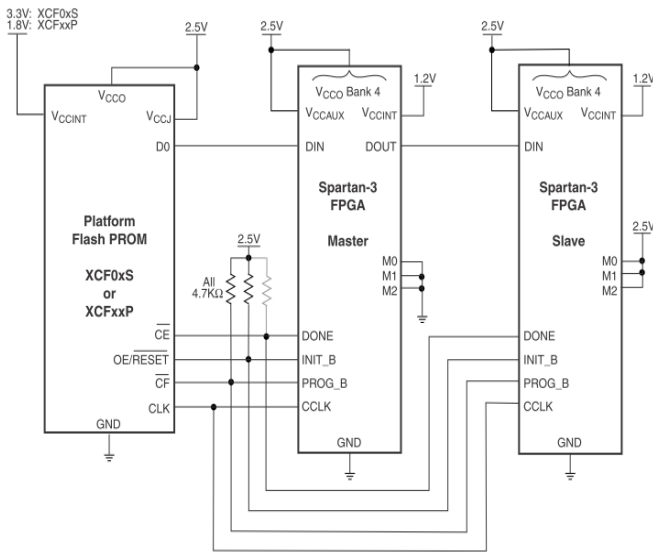 3.3V: XCF0xS
1.8V: XCFxxP
2.5V
VCCO
VCCINT
VCCJ
D0
Platform
Flash PROM
XCF0xS
or
XCFxxP
CE
OE/RESET
CF
CLK
GND
2.5V
All
4.7KΩ
2.5V
VCCO Bank 4
1.2V
VCCAUX
VCCINT
DIN
DOUT
Spartan-3
FPGA
Master
M0
M1
M2
DONE
INIT_B
PROG_B
CCLK
GND
2.5V
VCCO Bank 4
1.2V
VCCAUX
VCCINT
DIN
Spartan-3
FPGA
Slave
2.5V
M0
M1
M2
DONE
INIT_B
PROG_B
CCLK
GND